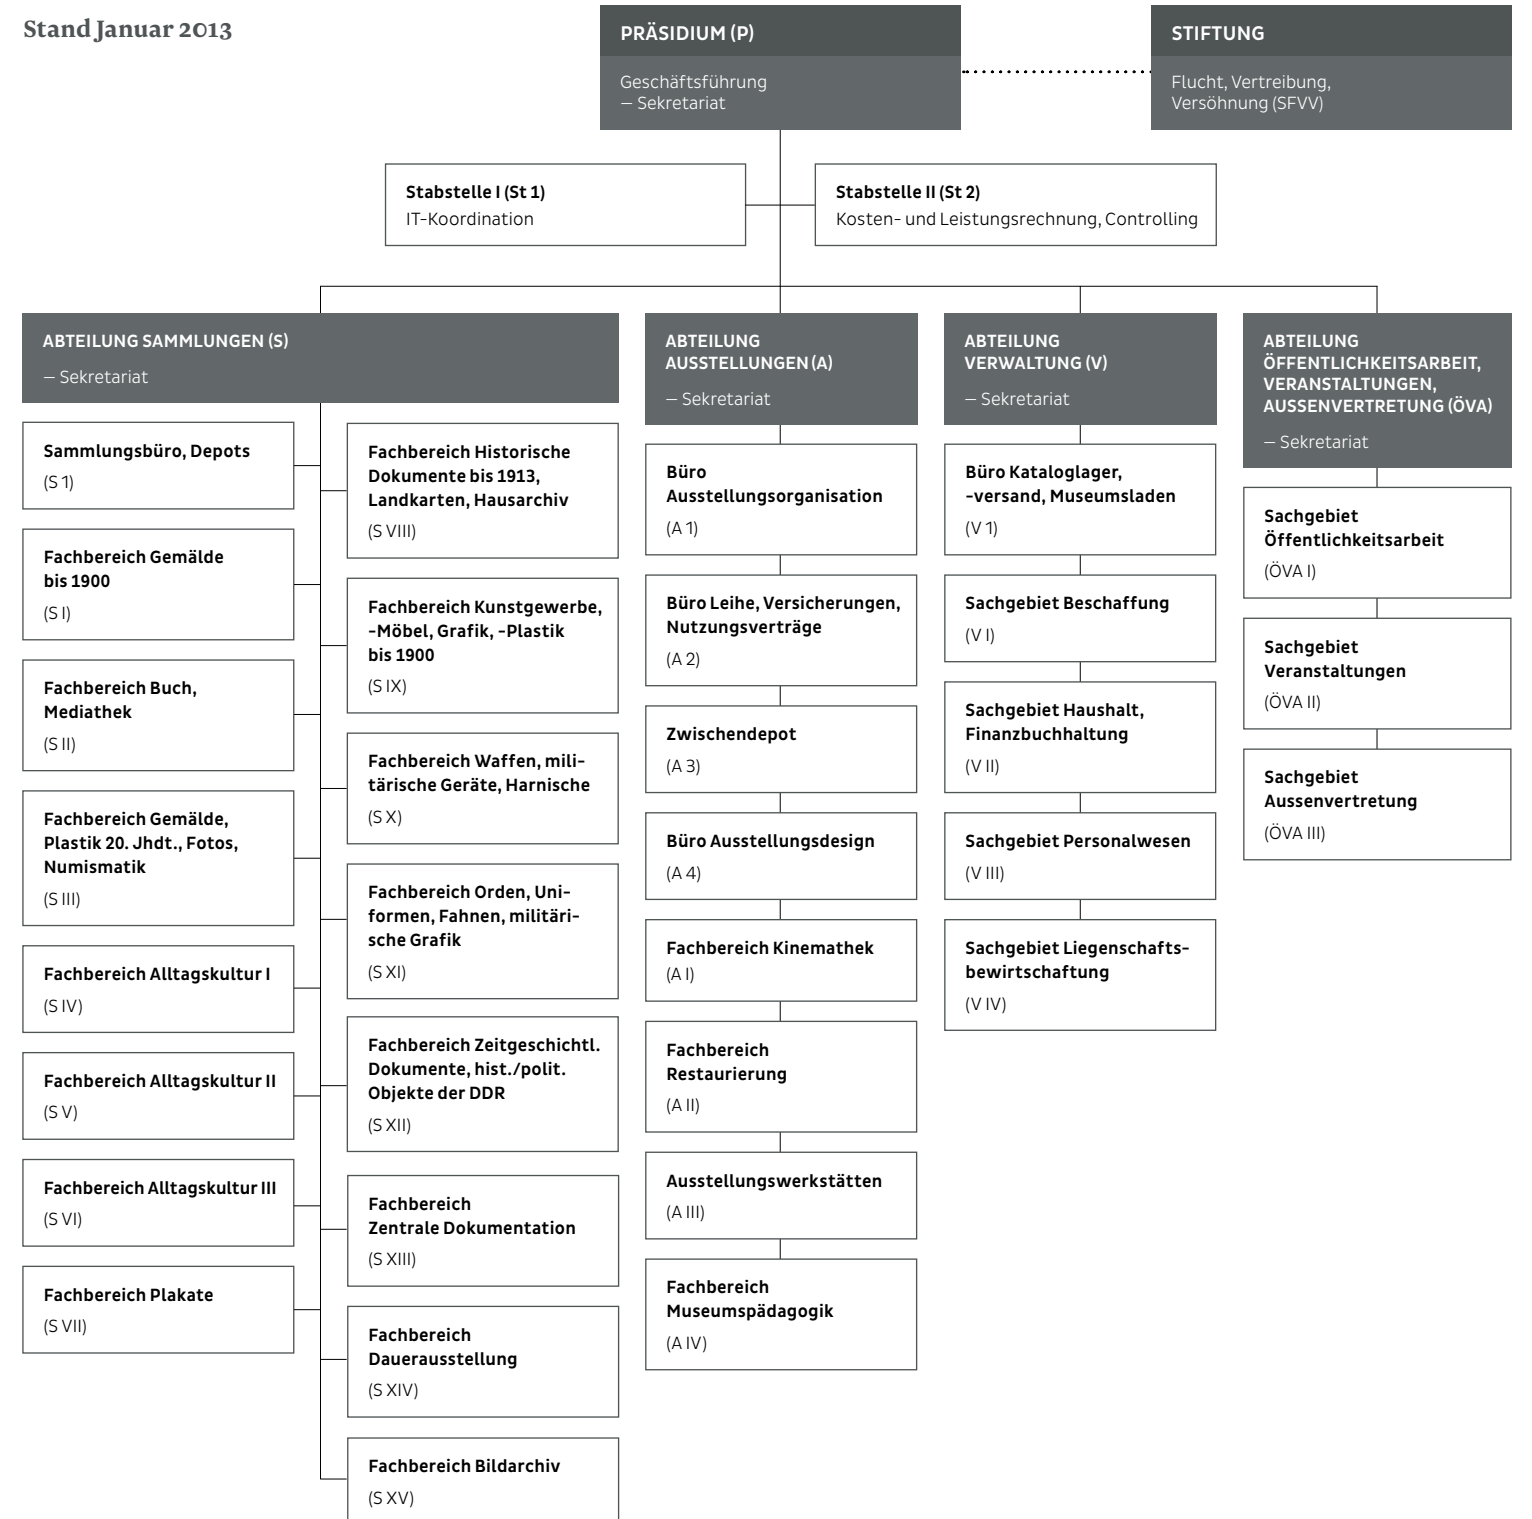 Stand Januar 2013
PRÄSIDIUM (P)
Geschäftsführung
– Sekretariat
STIFTUNG
Flucht, Vertreibung,
Versöhnung (SFVV)
Stabstelle I (St 1)
IT-Koordination
Stabstelle II (St 2)
Kosten- und Leistungsrechnung, Controlling
ABTEILUNG SAMMLUNGEN (S)
– Sekretariat
Sammlungsbüro, Depots
(S 1)
Fachbereich Gemälde
bis 1900
(S I)
Fachbereich Buch,
Mediathek
(S II)
Fachbereich Gemälde,
Plastik 20. Jhdt., Fotos,
Numismatik
(S III)
Fachbereich Alltagskultur I
(S IV)
Fachbereich Alltagskultur II
(S V)
Fachbereich Alltagskultur III
(S VI)
Fachbereich Plakate
(S VII)
Fachbereich Historische
Dokumente bis 1913,
Landkarten, Hausarchiv
(S VIII)
Fachbereich Kunstgewerbe,
-Möbel, Grafik, -Plastik
bis 1900
(S IX)
Fachbereich Waffen, mili-
tärische Geräte, Harnische
(S X)
Fachbereich Orden, Uni-
formen, Fahnen, militäri-
sche Grafik
(S XI)
Fachbereich Zeitgeschichtl.
Dokumente, hist./polit.
Objekte der DDR
(S XII)
Fachbereich
Zentrale Dokumentation
(S XIII)
Fachbereich
Dauerausstellung
(S XIV)
Fachbereich Bildarchiv
(S XV)
ABTEILUNG
AUSSTELLUNGEN (A)
– Sekretariat
Büro
Ausstellungsorganisation
(A 1)
Büro Leihe, Versicherungen,
Nutzungsverträge
(A 2)
Zwischendepot
(A 3)
Büro Ausstellungsdesign
(A 4)
Fachbereich Kinemathek
(A I)
Fachbereich
Restaurierung
(A II)
Ausstellungswerkstätten
(A III)
Fachbereich
Museumspädagogik
(A IV)
ABTEILUNG
VERWALTUNG (V)
– Sekretariat
Büro Kataloglager,
-versand, Museumsladen
(V 1)
Sachgebiet Beschaffung
(V I)
Sachgebiet Haushalt,
Finanzbuchhaltung
(V II)
Sachgebiet Personalwesen
(V III)
Sachgebiet Liegenschafts-
bewirtschaftung
(V IV)
ABTEILUNG
ÖFFENTLICHKEITSARBEIT,
VERANSTALTUNGEN,
AUSSENVERTRETUNG (ÖVA)
– Sekretariat
Sachgebiet
Öffentlichkeitsarbeit
(ÖVA I)
Sachgebiet
Veranstaltungen
(ÖVA II)
Sachgebiet
Aussenvertretung
(ÖVA III)